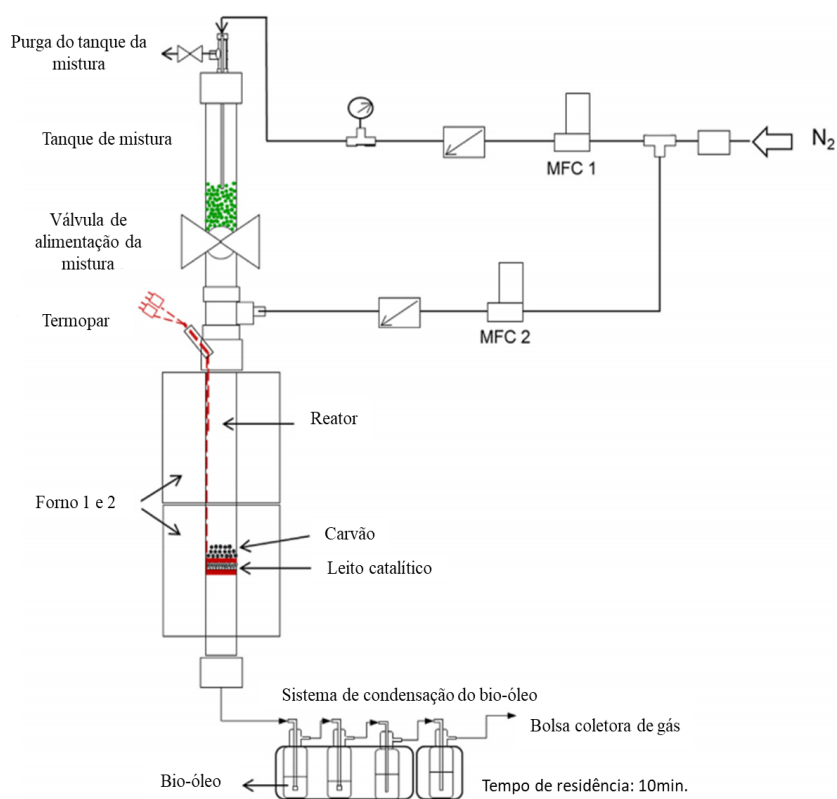 Purga do tanque da
mistura
Tanque de mistura
N2
MFC 1
Válvula de
alimentação da
mistura
Termopar
MFC 2
Reator
Forno 1 e 2
Carvão
Leito catalítico
Sistema de condensação do bio-óleo
Bolsa coletora de gás
Bio-óleo
Tempo de residência: 10min.